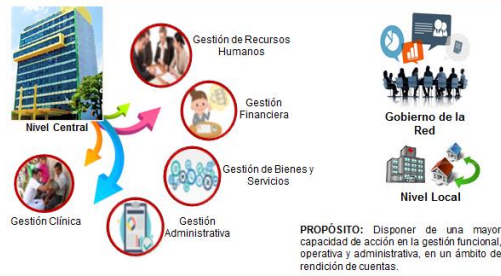 Nivel Central
Gestión de Recursos
Humanos
Gestión
Financiera
Gestión de Bienes y
Servicios
Gestión
Administrativa
Gestión Clínica
Gobierno de la
Red
Nivel Local
PROPÓSITO: Disponer de una mayor
capacidad de acción en la gestión funcional,
operativa y administrativa, en un ámbito de
rendición de cuentas.